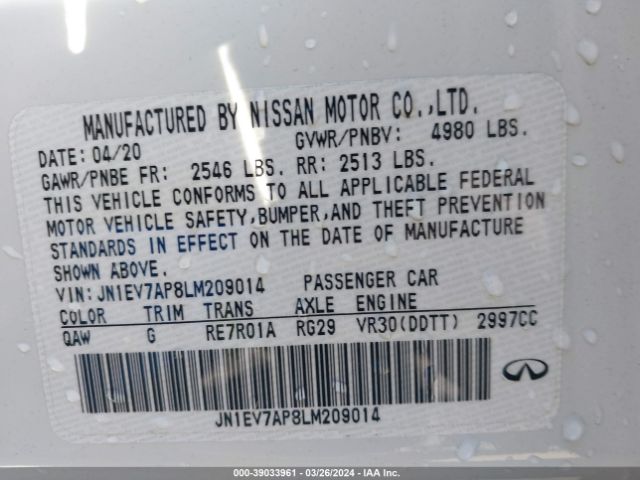 MANUFACTURED BY NISSAN MOTOR CO.,LTD.
DATE: 04/20 GVWR/PNBV: 4980 LBS.
GAWR/PNBE FR: 2546 LBS. RR: 2513 LBS.
THIS VEHICLE CONFORMS TO ALL APPLICABLE FEDERAL
MOTOR VEHICLE SAFETY,BUMPER,AND THEFT PREVENTION
STANDARDS IN EFFECT ON THE DATE OF MANUFACTURE
SHOWN ABOVE.
VIN:JN1EV7AP8LM209014 PASSENGER CAR
COLOR TRIM TRANS AXLE ENGINE
QAW G RE7R01A RG29 VR30(DDTT) 2997CC
JN1EV7AP8LM209014
000-39033961 | 03/26/2024 | IAA Inc.